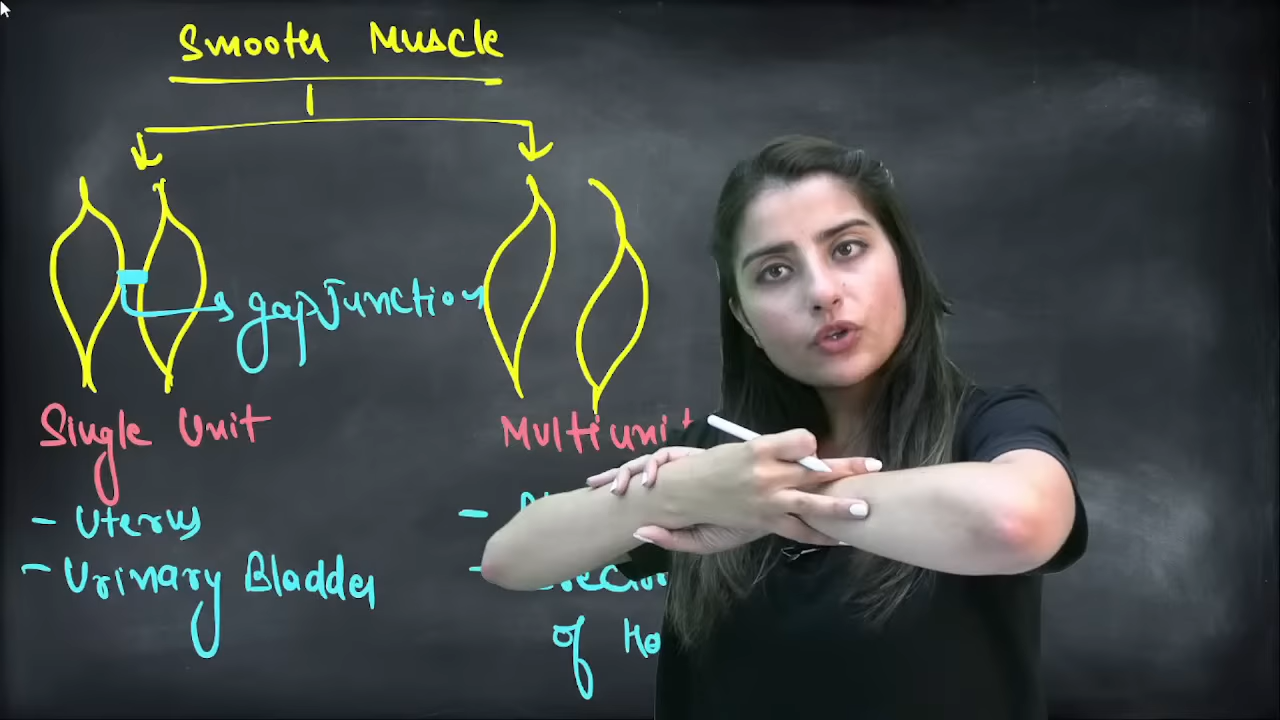 Smooth Muscle
gap Junction
Single Unit
Multiunit
- Uterus
- Urinary Bladder
-
-
of